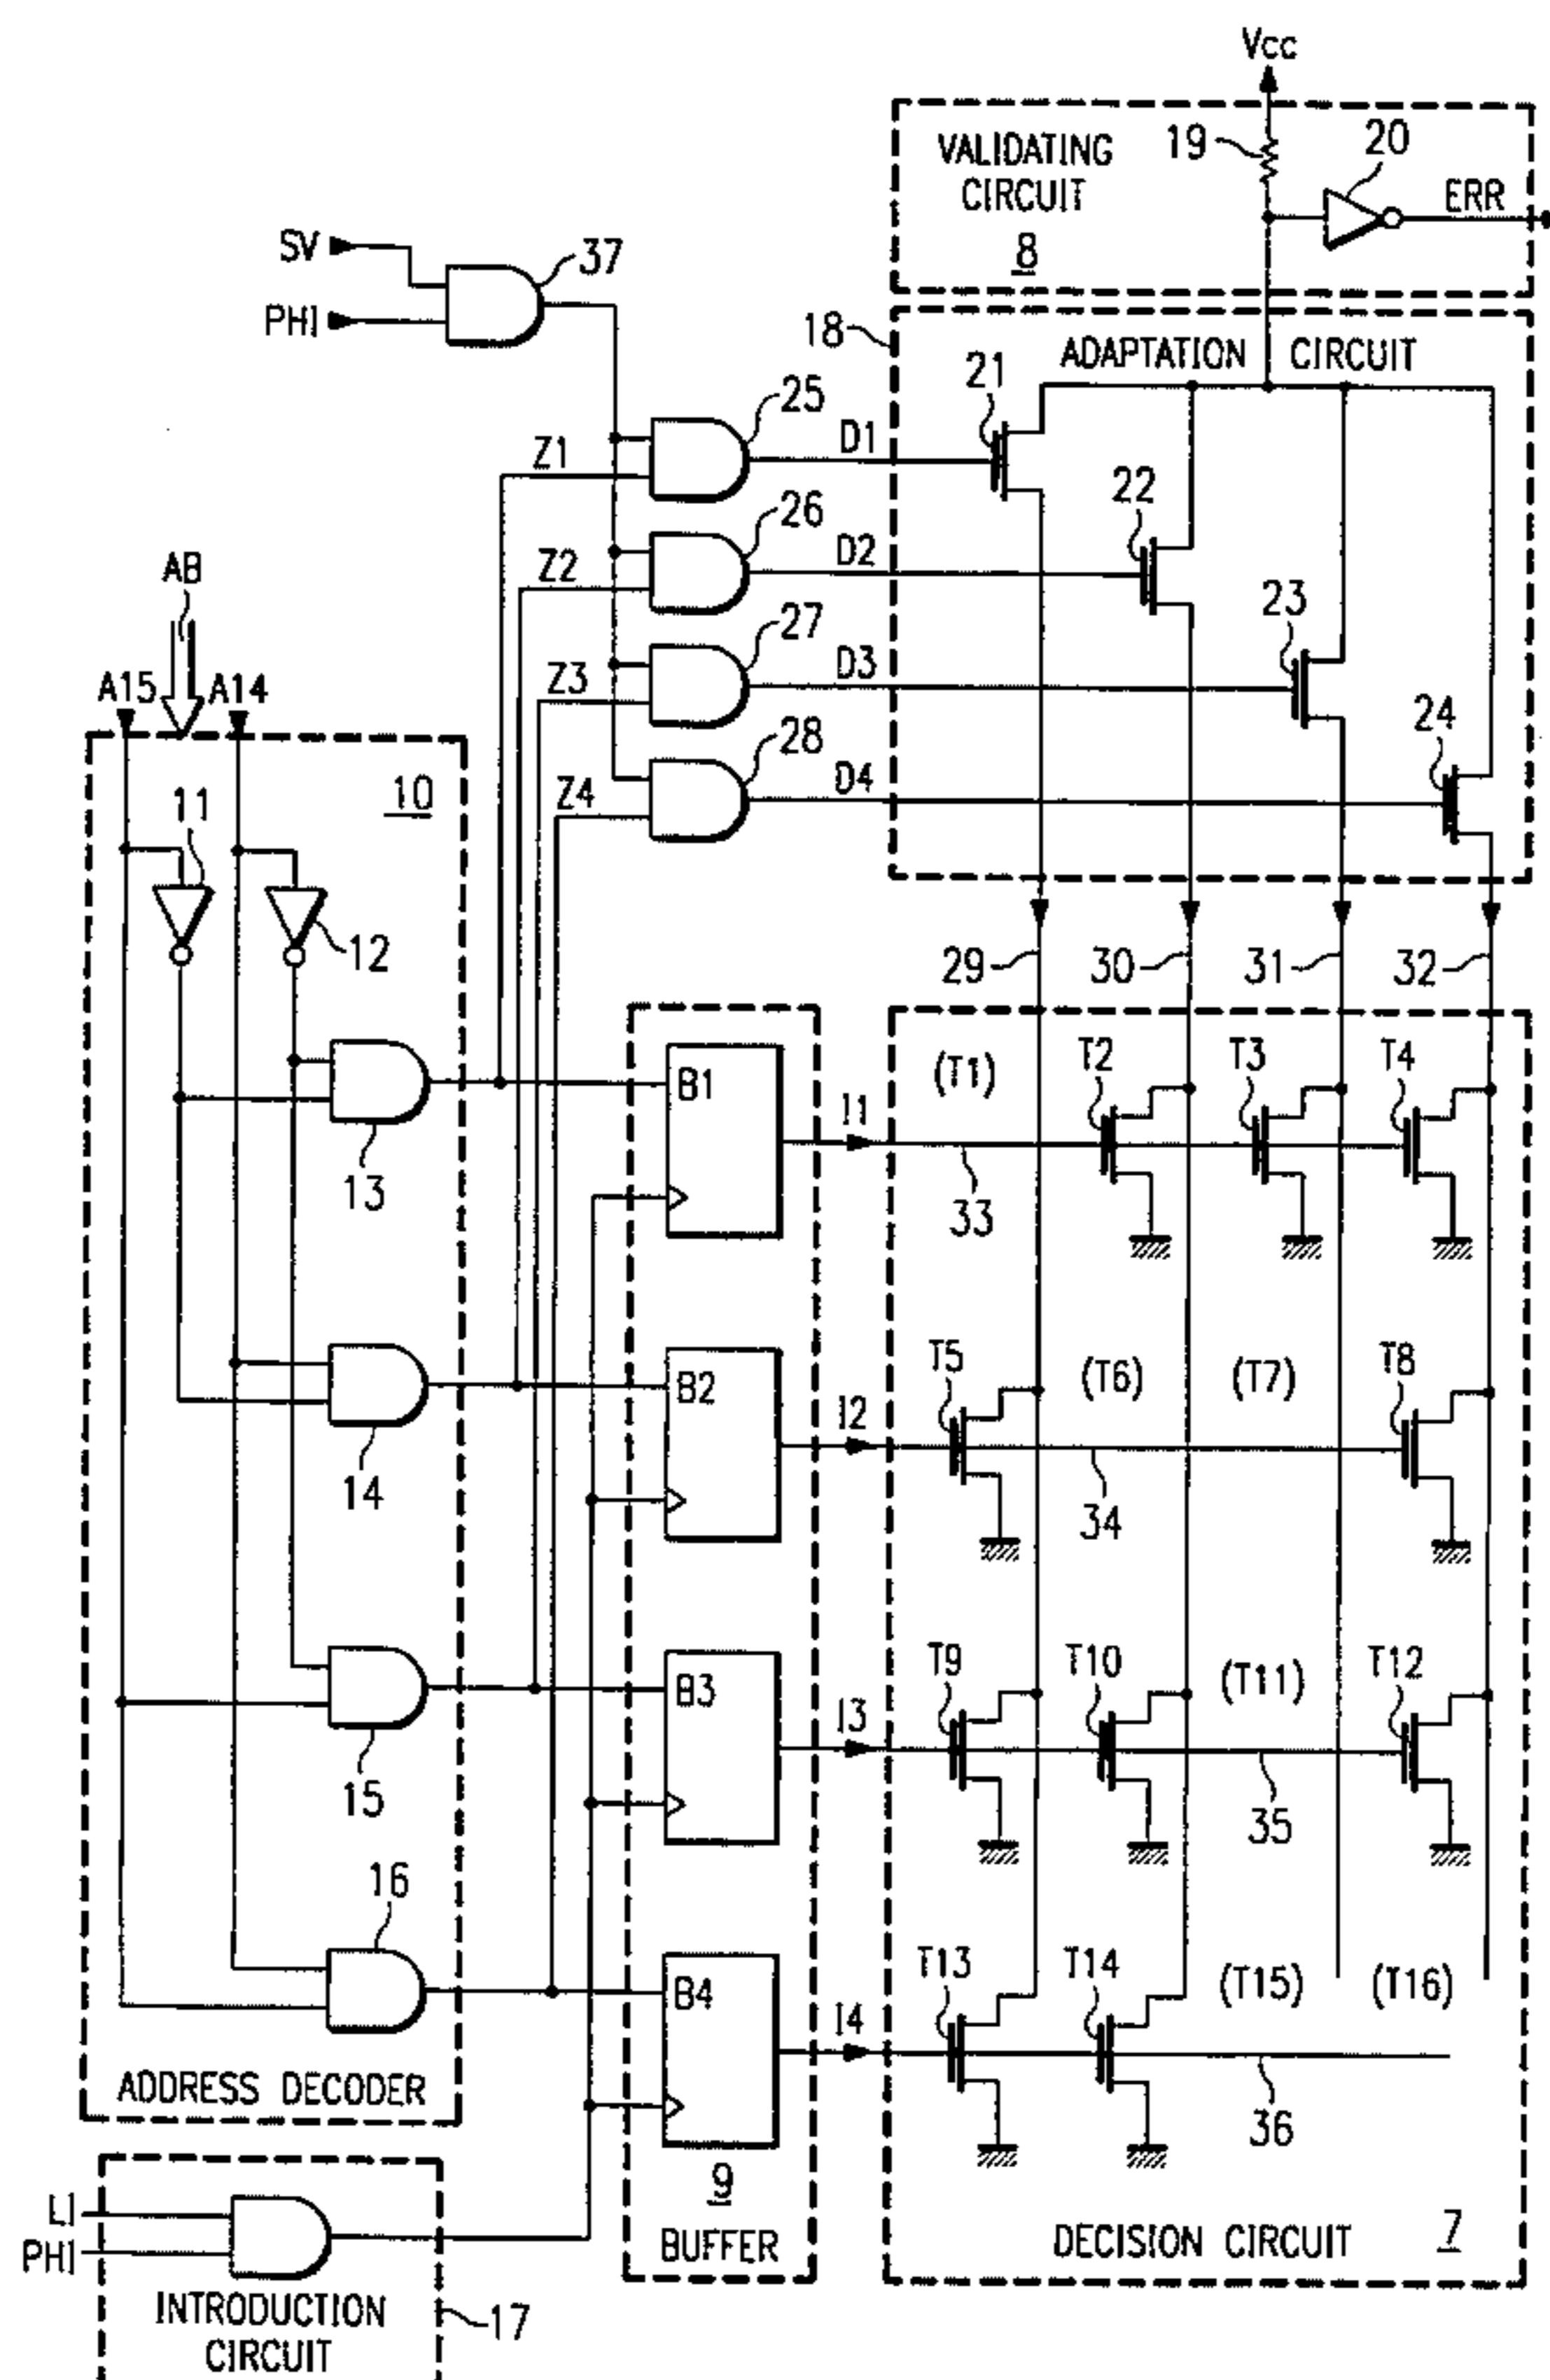 Vcc
VALIDATING
CIRCUIT
8
19
20
ERR
SV
PHI
37
18
ADAPTATION CIRCUIT
21
25
Z1
D1
22
26
Z2
D2
AB
23
27
Z3
D3
A15
A14
24
28
Z4
D4
10
11
12
29
30
31
32
B1
I1
(T1)
T2
T3
T4
13
33
B2
I2
T5
(T6)
(T7)
T8
14
34
B3
I3
T9
T10
(T11)
T12
15
35
16
B4
I4
T13
T14
(T15)
(T16)
36
ADDRESS DECODER
9
BUFFER
DECISION CIRCUIT
7
LI
PHI
INTRODUCTION
CIRCUIT
17